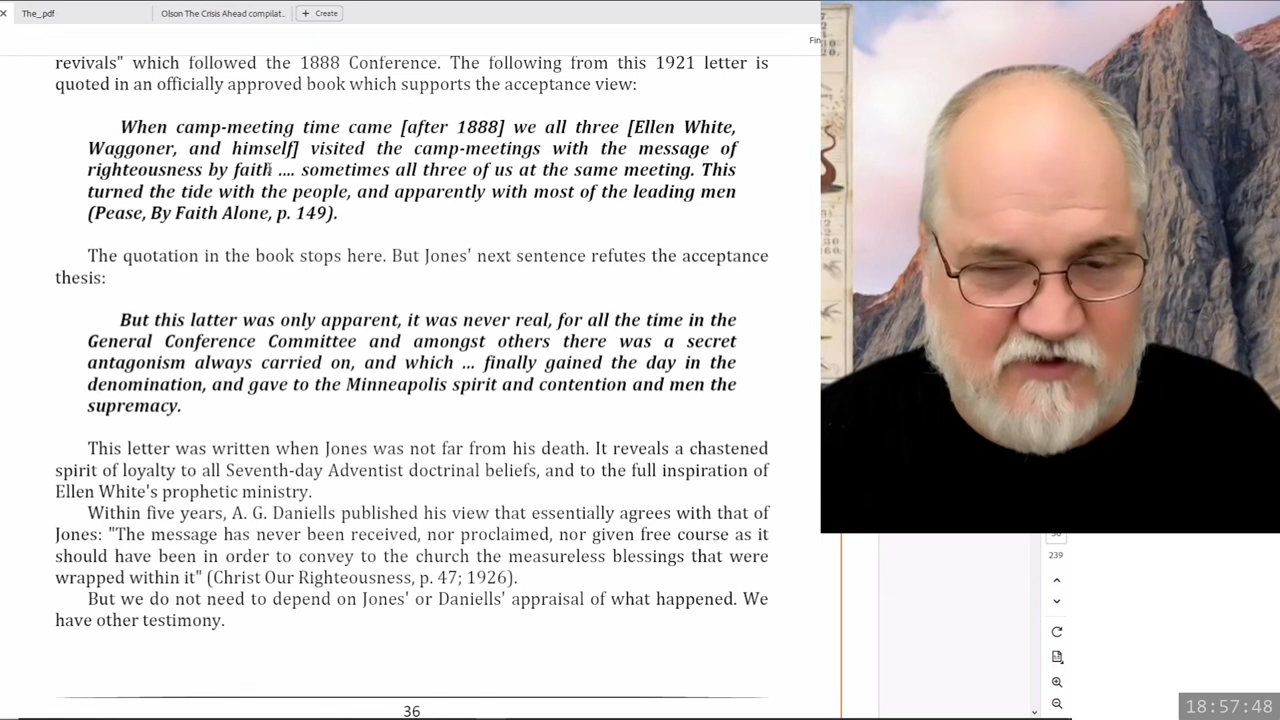 The_.pdf
Olson The Crisis Ahead compilat..
+ Create
Fin
revivals" which followed the 1888 Conference. The following from this 1921 letter is
quoted in an officially approved book which supports the acceptance view:
When camp-meeting time came [after 1888] we all three [Ellen White,
Waggoner, and himself] visited the camp-meetings with the message of
righteousness by faith .... sometimes all three of us at the same meeting. This
turned the tide with the people, and apparently with most of the leading men
(Pease, By Faith Alone, p. 149).
The quotation in the book stops here. But Jones' next sentence refutes the acceptance
thesis:
But this latter was only apparent, it was never real, for all the time in the
General Conference Committee and amongst others there was a secret
antagonism always carried on, and which ... finally gained the day in the
denomination, and gave to the Minneapolis spirit and contention and men the
supremacy.
This letter was written when Jones was not far from his death. It reveals a chastened
spirit of loyalty to all Seventh-day Adventist doctrinal beliefs, and to the full inspiration of
Ellen White's prophetic ministry.
Within five years, A. G. Daniells published his view that essentially agrees with that of
Jones: "The message has never been received, nor proclaimed, nor given free course as it
should have been in order to convey to the church the measureless blessings that were
wrapped within it" (Christ Our Righteousness, p. 47; 1926).
But we do not need to depend on Jones' or Daniells' appraisal of what happened. We
have other testimony.
36
239
18:57:48